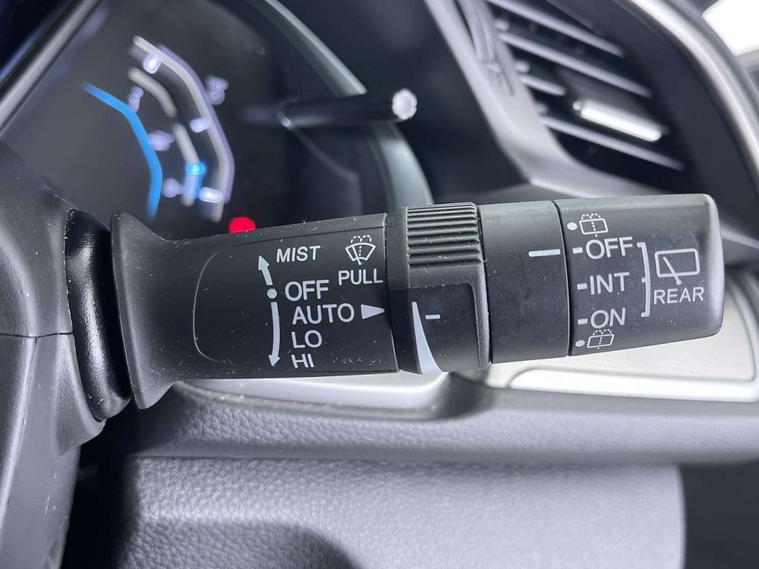 MIST
PULL
OFF
AUTO
LO
HI
OFF
INT
REAR
ON